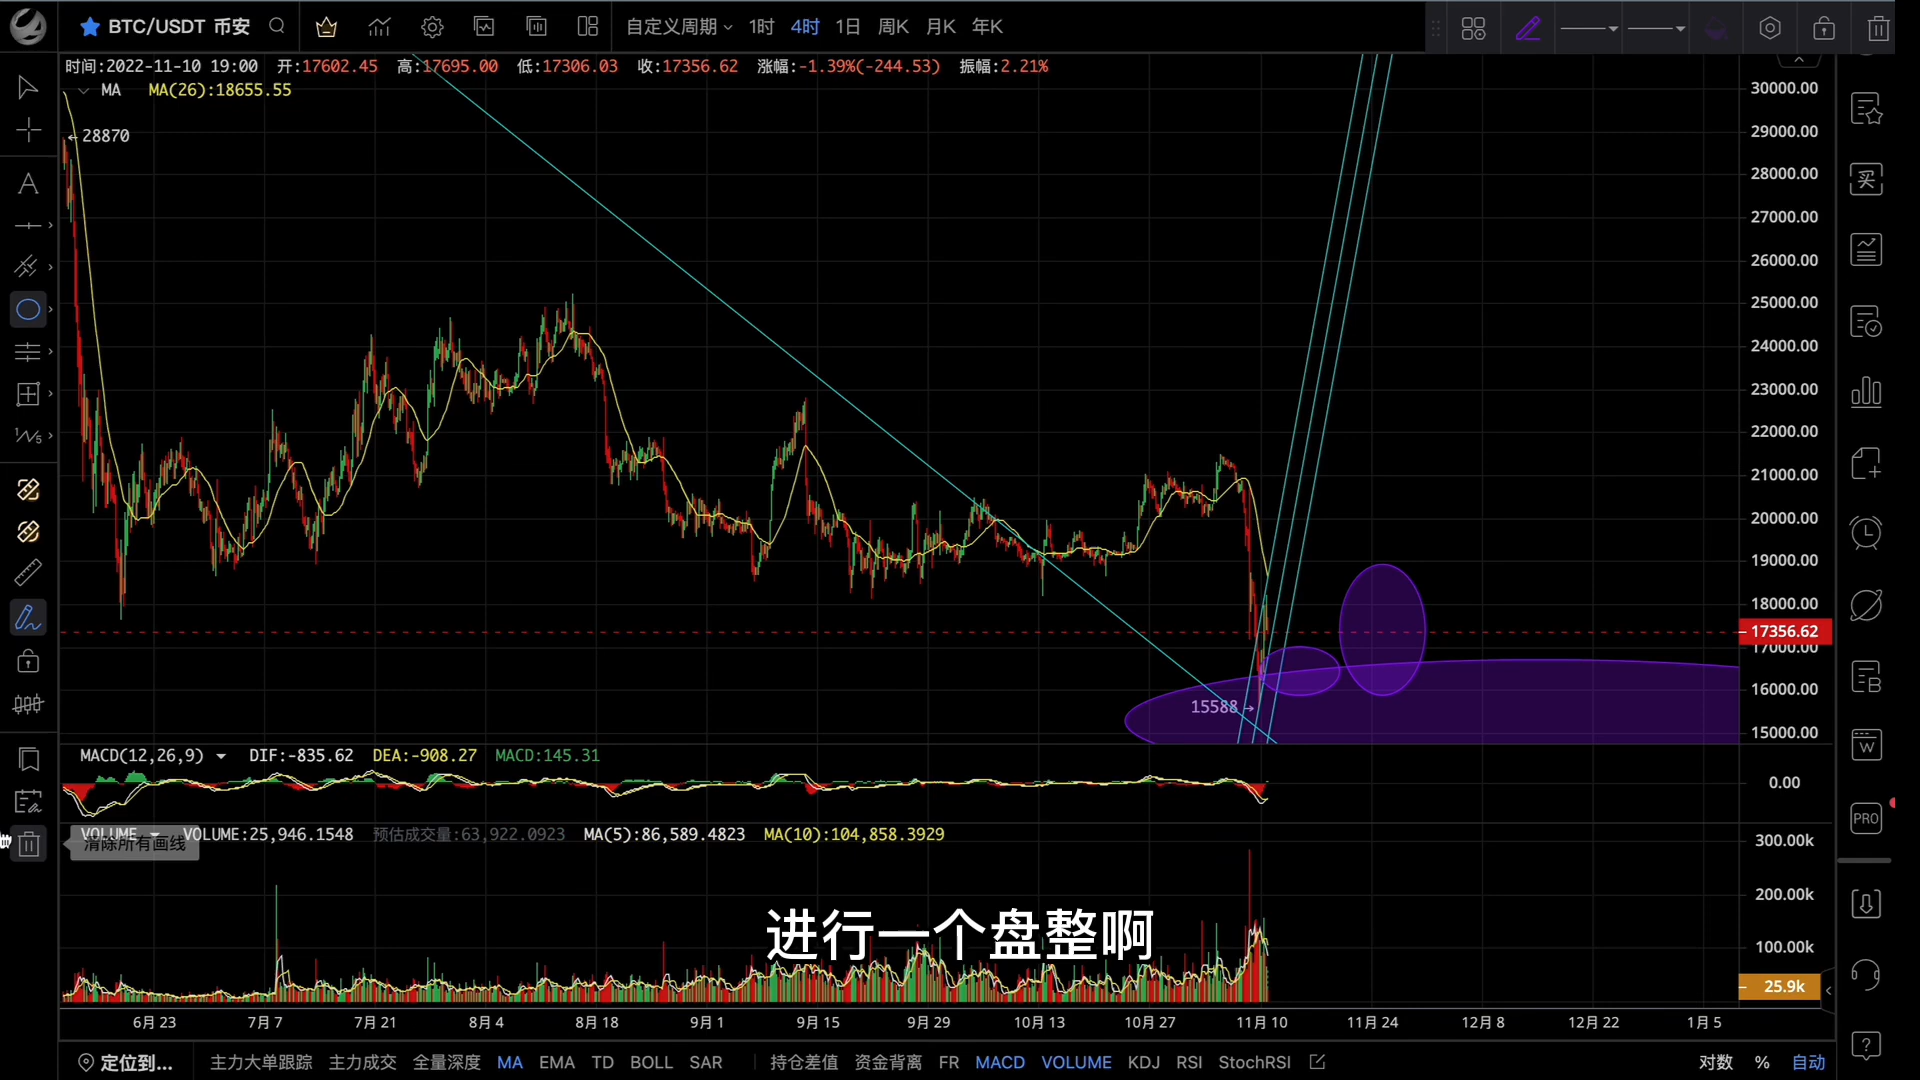 BTC/USDT 币安
自定义周期 1时 4时 1日 周K 月K 年K
时间:2022-11-10 19:00 开:17602.45 高:17695.00 低:17306.03 收:17356.62 涨幅:-1.39%(-244.53) 振幅:2.21%
MA MA(26):18655.55
←28870
30000.00
29000.00
28000.00
27000.00
26000.00
25000.00
24000.00
23000.00
22000.00
21000.00
20000.00
19000.00
18000.00
17356.62
17000.00
16000.00
15588→
15000.00
MACD(12,26,9) DIF:-835.62 DEA:-908.27 MACD:145.31
0.00
VOLUME VOLUME:25,946.1548 预估成交量:63,922.0923 MA(5):86,589.4823 MA(10):104,858.3929
清除所有画线
300.00k
200.00k
100.00k
25.9k
进行一个盘整啊
6月23 7月7 7月21 8月4 8月18 9月1 9月15 9月29 10月13 10月27 11月10 11月24 12月8 12月22 1月5
定位到... 主力大单跟踪 主力成交 全量深度 MA EMA TD BOLL SAR 持仓差值 资金背离 FR MACD VOLUME KDJ RSI StochRSI 对数 % 自动
买
B
W
PRO